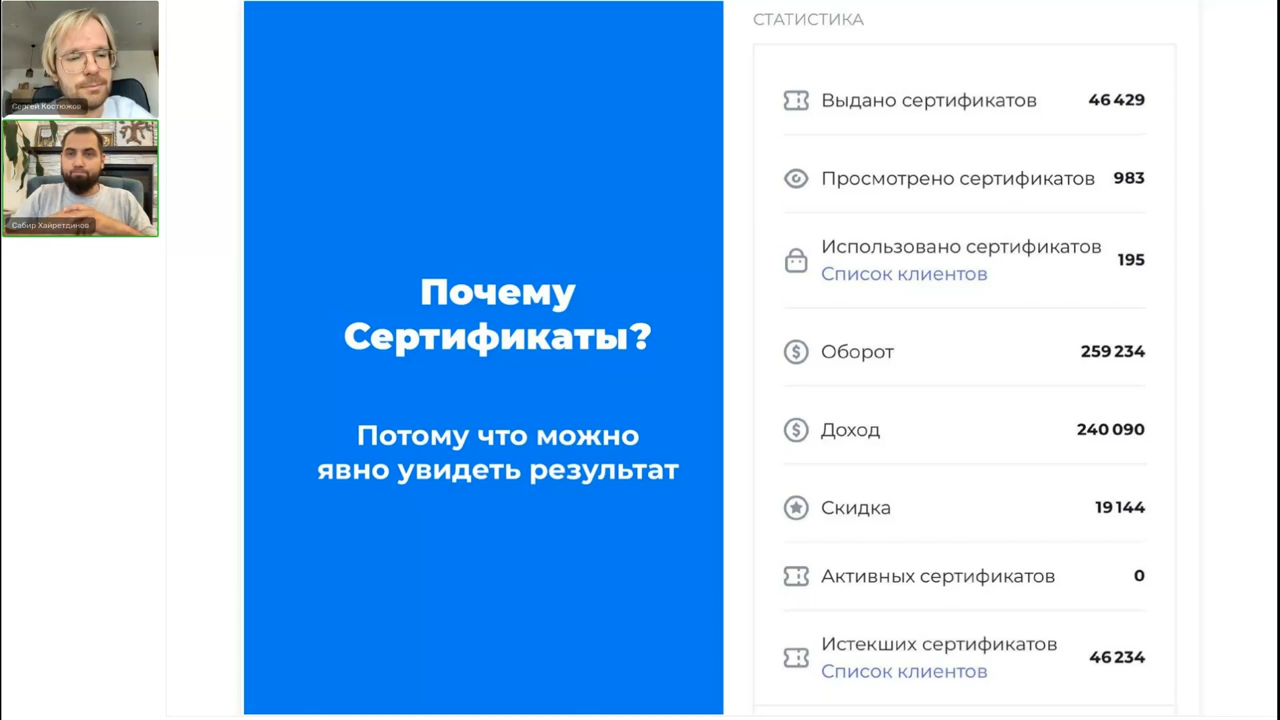 Сергей Костюжов
Сабир Хайретдинов
Почему
Сертификаты?
Потому что можно
явно увидеть результат
СТАТИСТИКА
Выдано сертификатов 46 429
Просмотрено сертификатов 983
Использовано сертификатов 195
Список клиентов
Оборот 259 234
Доход 240 090
Скидка 19 144
Активных сертификатов 0
Истекших сертификатов 46 234
Список клиентов